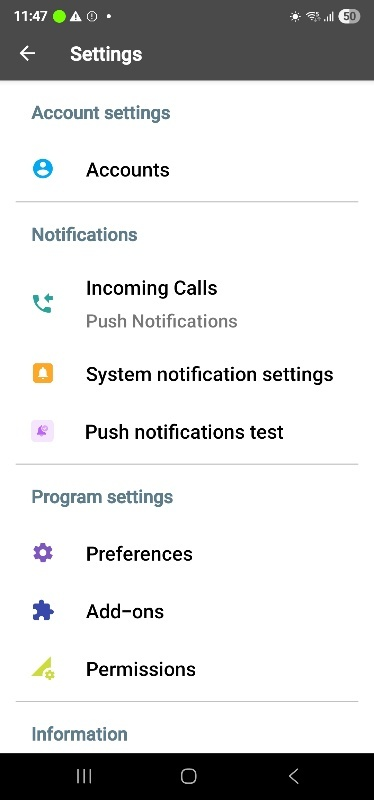 11:47
50
Settings
Account settings
Accounts
Notifications
Incoming Calls
Push Notifications
System notification settings
Push notifications test
Program settings
Preferences
Add-ons
Permissions
Information